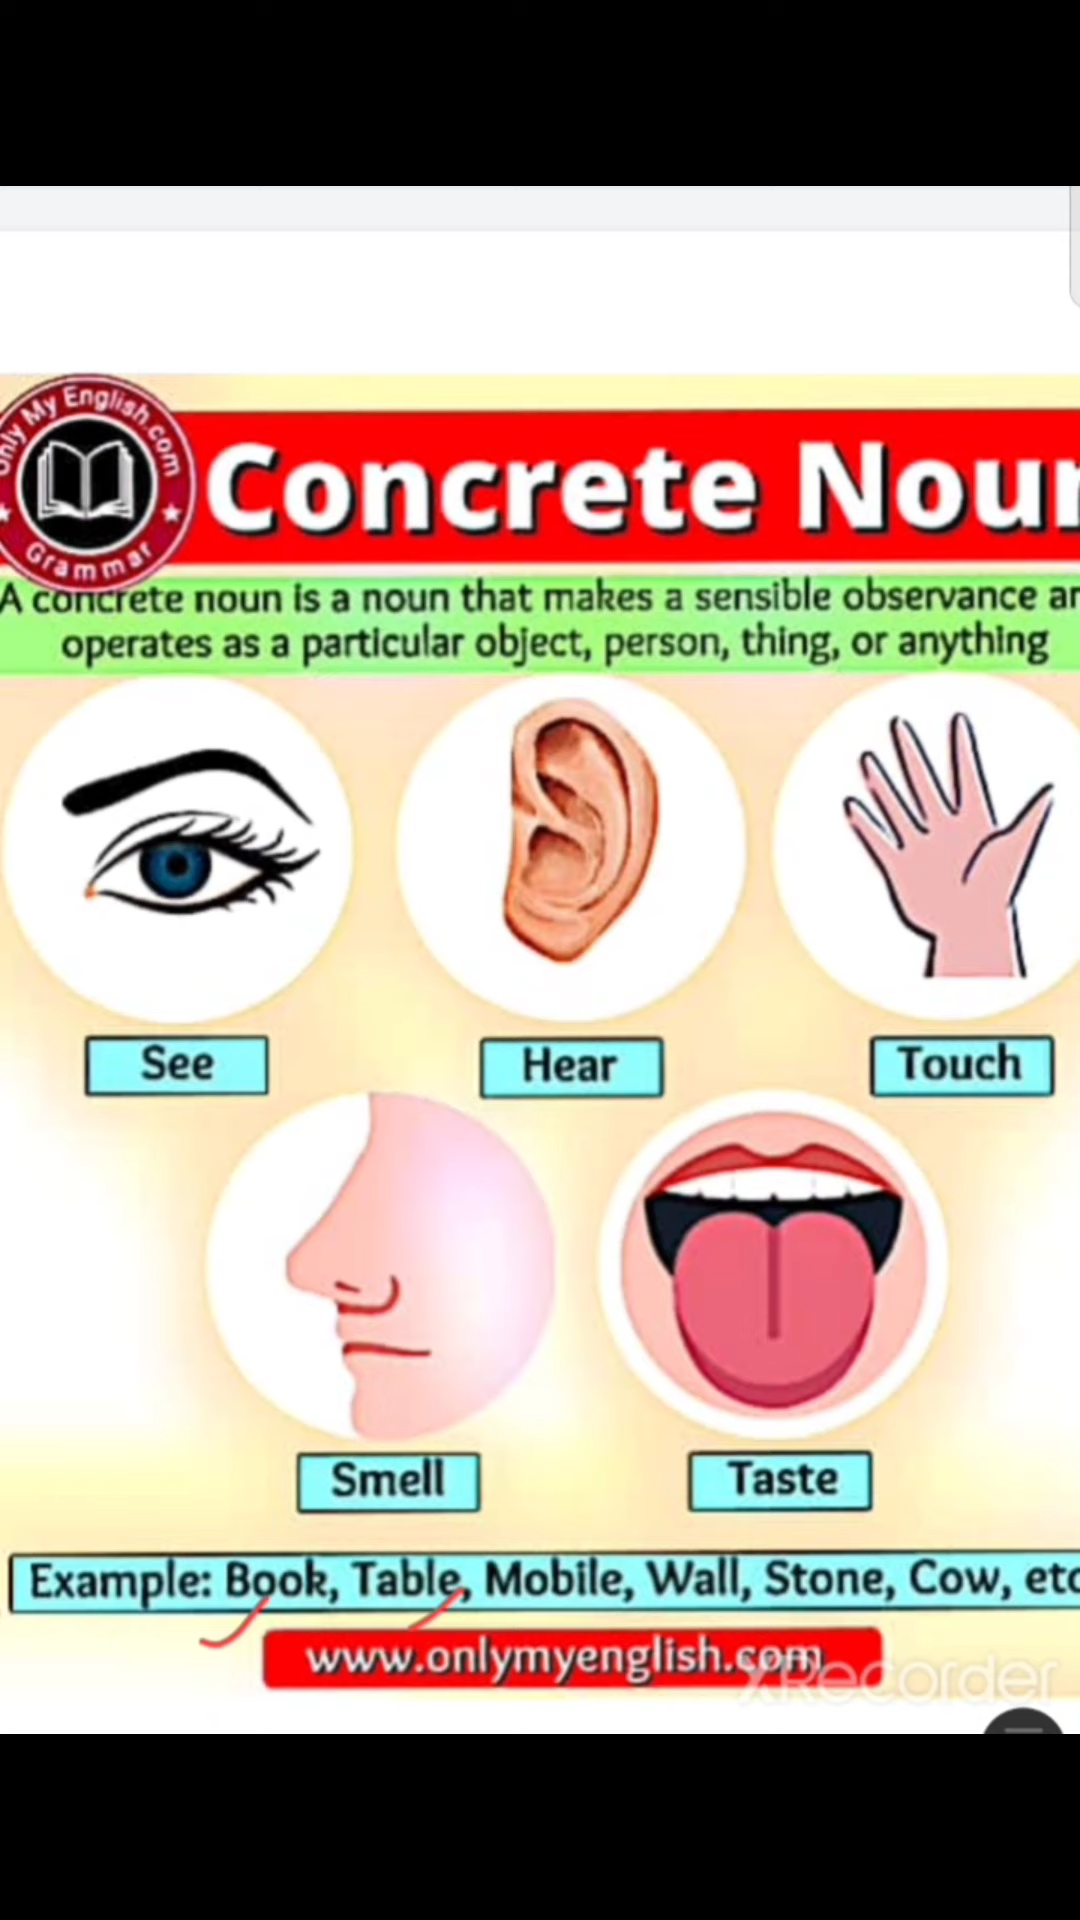 Only My English.com
Grammar
Concrete Noun
A concrete noun is a noun that makes a sensible observance an
operates as a particular object, person, thing, or anything
See
Hear
Touch
Smell
Taste
Example: Book, Table, Mobile, Wall, Stone, Cow, etc
www.onlymyenglish.com
XRecorder